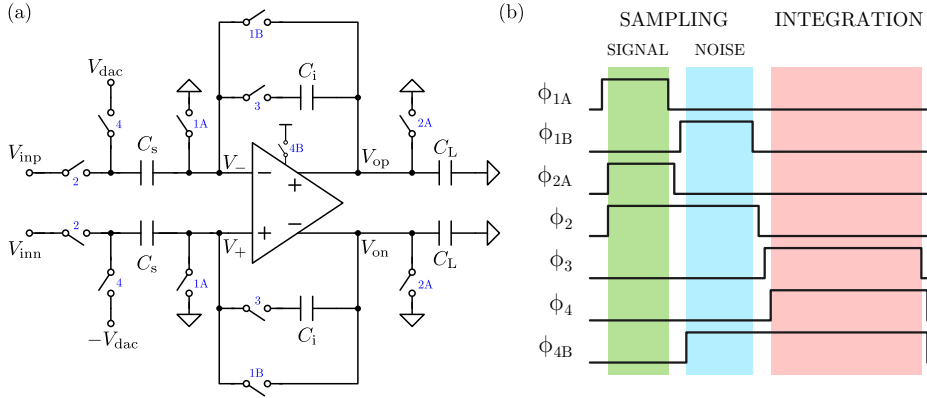 (a)
1B
V_dac
C_i
3
4
1A
2A
C_s
4B
C_L
V_inp
2
V_−
−
+
V_op
2
−
+
V_inn
V_+
V_on
C_s
C_L
4
1A
3
2A
C_i
−V_dac
1B
(b)
SAMPLING INTEGRATION
SIGNAL NOISE
ϕ_1A
ϕ_1B
ϕ_2A
ϕ_2
ϕ_3
ϕ_4
ϕ_4B